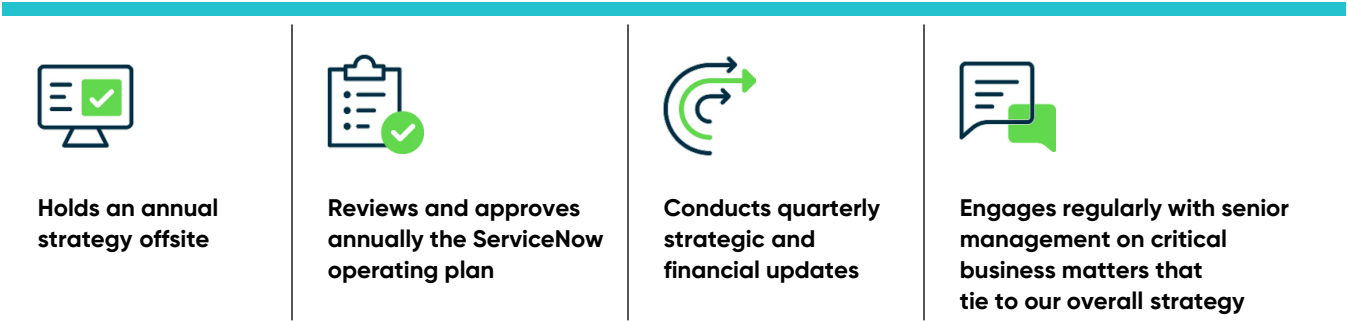 Holds an annual
strategy offsite
Reviews and approves
annually the ServiceNow
operating plan
Conducts quarterly
strategic and
financial updates
Engages regularly with senior
management on critical
business matters that
tie to our overall strategy